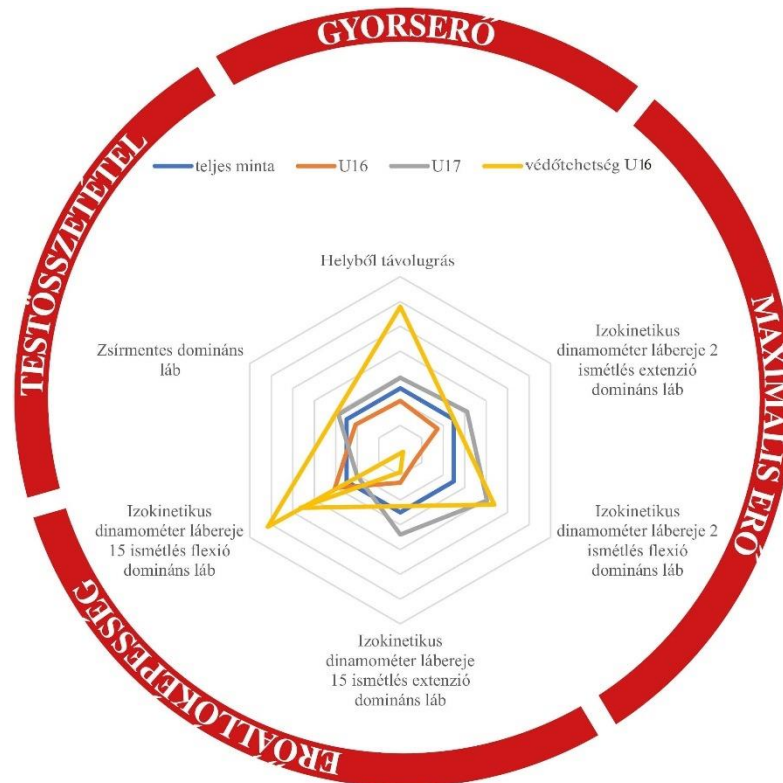 GYORSERŐ
TESTÖSSZETÉTEL
MAXIMÁLIS ERŐ
ERŐÁLLÓKÉPESSÉG
teljes minta U16 U17 védőtehetség U16
Helyből távolugrás
Izokinetikus
dinamométer lábereje 2
ismétlés extenzió
domináns láb
Zsírmentes domináns
láb
Izokinetikus
dinamométer lábereje
15 ismétlés flexió
domináns láb
Izokinetikus
dinamométer lábereje 2
ismétlés flexió
domináns láb
Izokinetikus
dinamométer lábereje
15 ismétlés extenzió
domináns láb